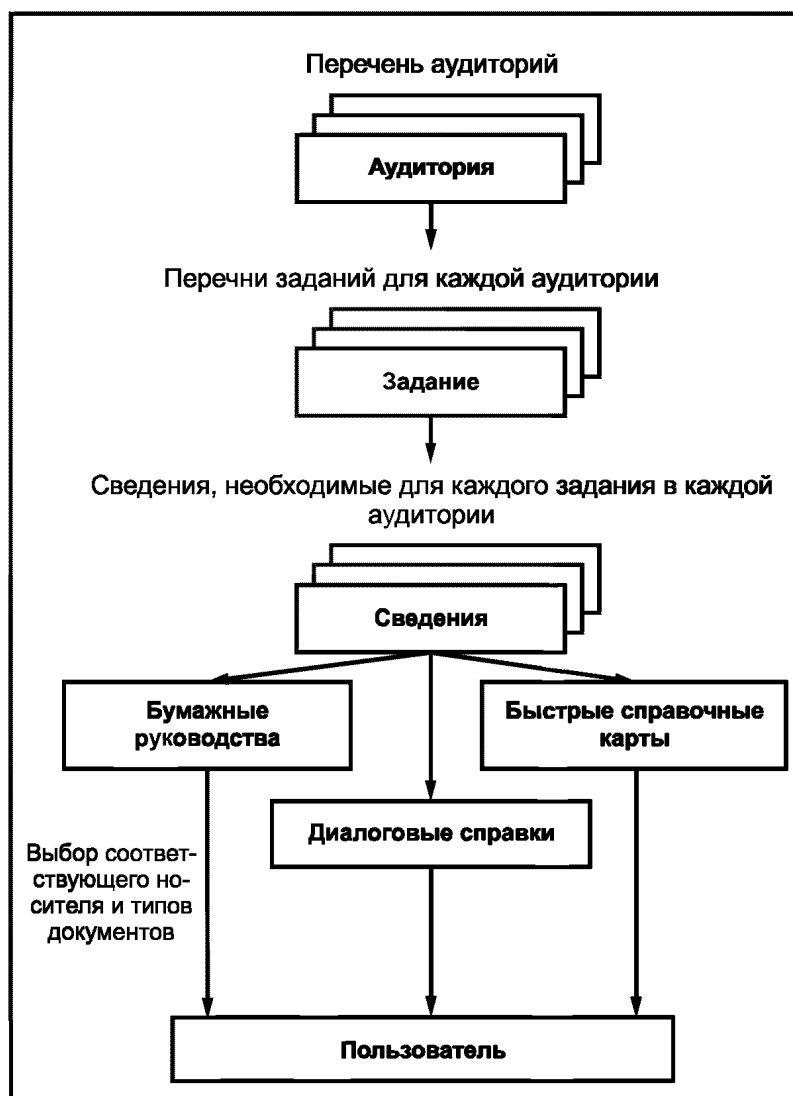 Перечень аудиторий
Аудитория
Перечни заданий для каждой аудитории
Задание
Сведения, необходимые для каждого задания в каждой
аудитории
Сведения
Бумажные
руководства
Быстрые справочные
карты
Диалоговые справки
Выбор соответ-
ствующего но-
сителя и типов
документов
Пользователь